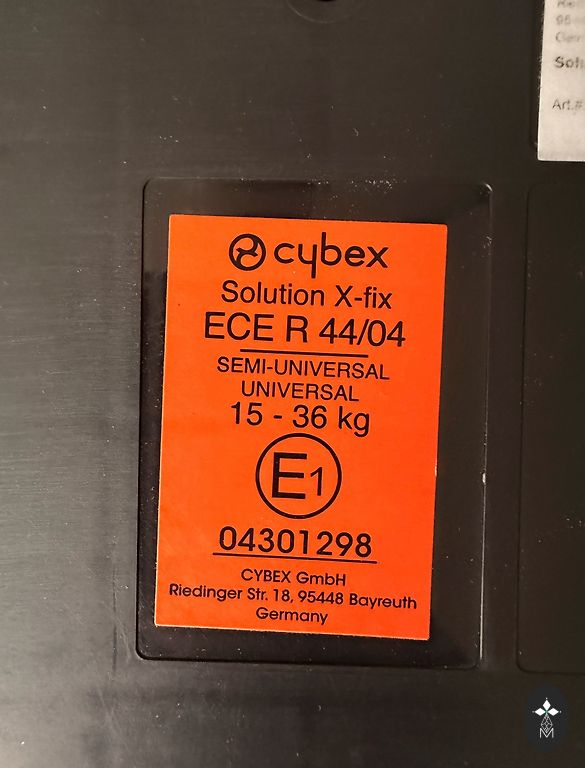 cybex
Solution X-fix
ECE R 44/04
SEMI-UNIVERSAL
UNIVERSAL
15 - 36 kg
E1
04301298
CYBEX GmbH
Riedinger Str. 18, 95448 Bayreuth
Germany
Art.#